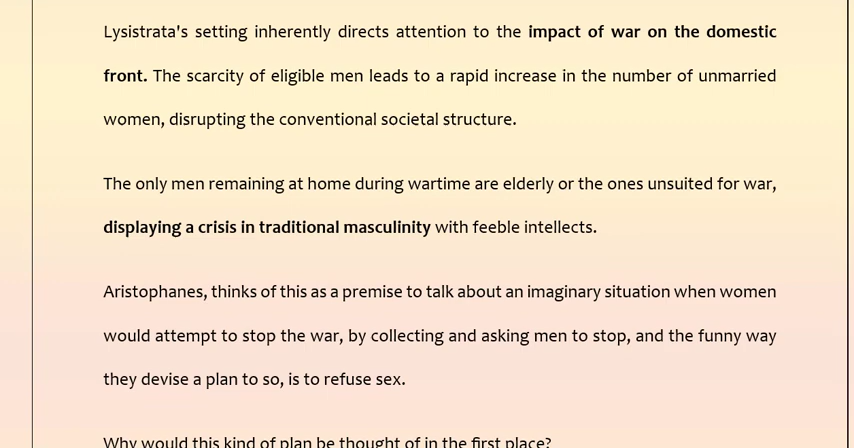 Lysistrata's setting inherently directs attention to the impact of war on the domestic
front. The scarcity of eligible men leads to a rapid increase in the number of unmarried
women, disrupting the conventional societal structure.
The only men remaining at home during wartime are elderly or the ones unsuited for war,
displaying a crisis in traditional masculinity with feeble intellects.
Aristophanes, thinks of this as a premise to talk about an imaginary situation when women
would attempt to stop the war, by collecting and asking men to stop, and the funny way
they devise a plan to so, is to refuse sex.
Why would this kind of plan be thought of in the first place?